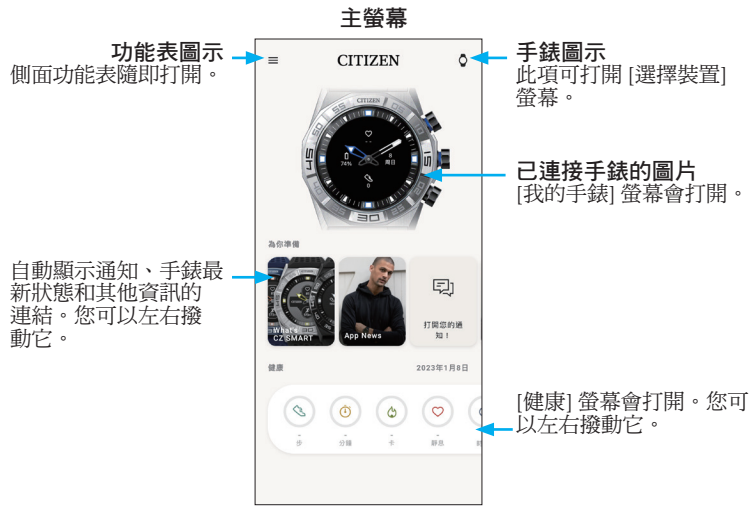 主螢幕
功能表圖示
側面功能表隨即打開。
CITIZEN
手錶圖示
此項可打開 [選擇裝置]
螢幕。
CITIZEN
74%
8
周日
0
已連接手錶的圖片
[我的手錶] 螢幕會打開。
為你準備
自動顯示通知、手錶最
新狀態和其他資訊的
連結。您可以左右撥
動它。
What's
CZ SMART
App News
打開您的通
知！
健康
2023年1月8日
- - - -
步 分鐘 卡 靜息
[健康] 螢幕會打開。您可
以左右撥動它。